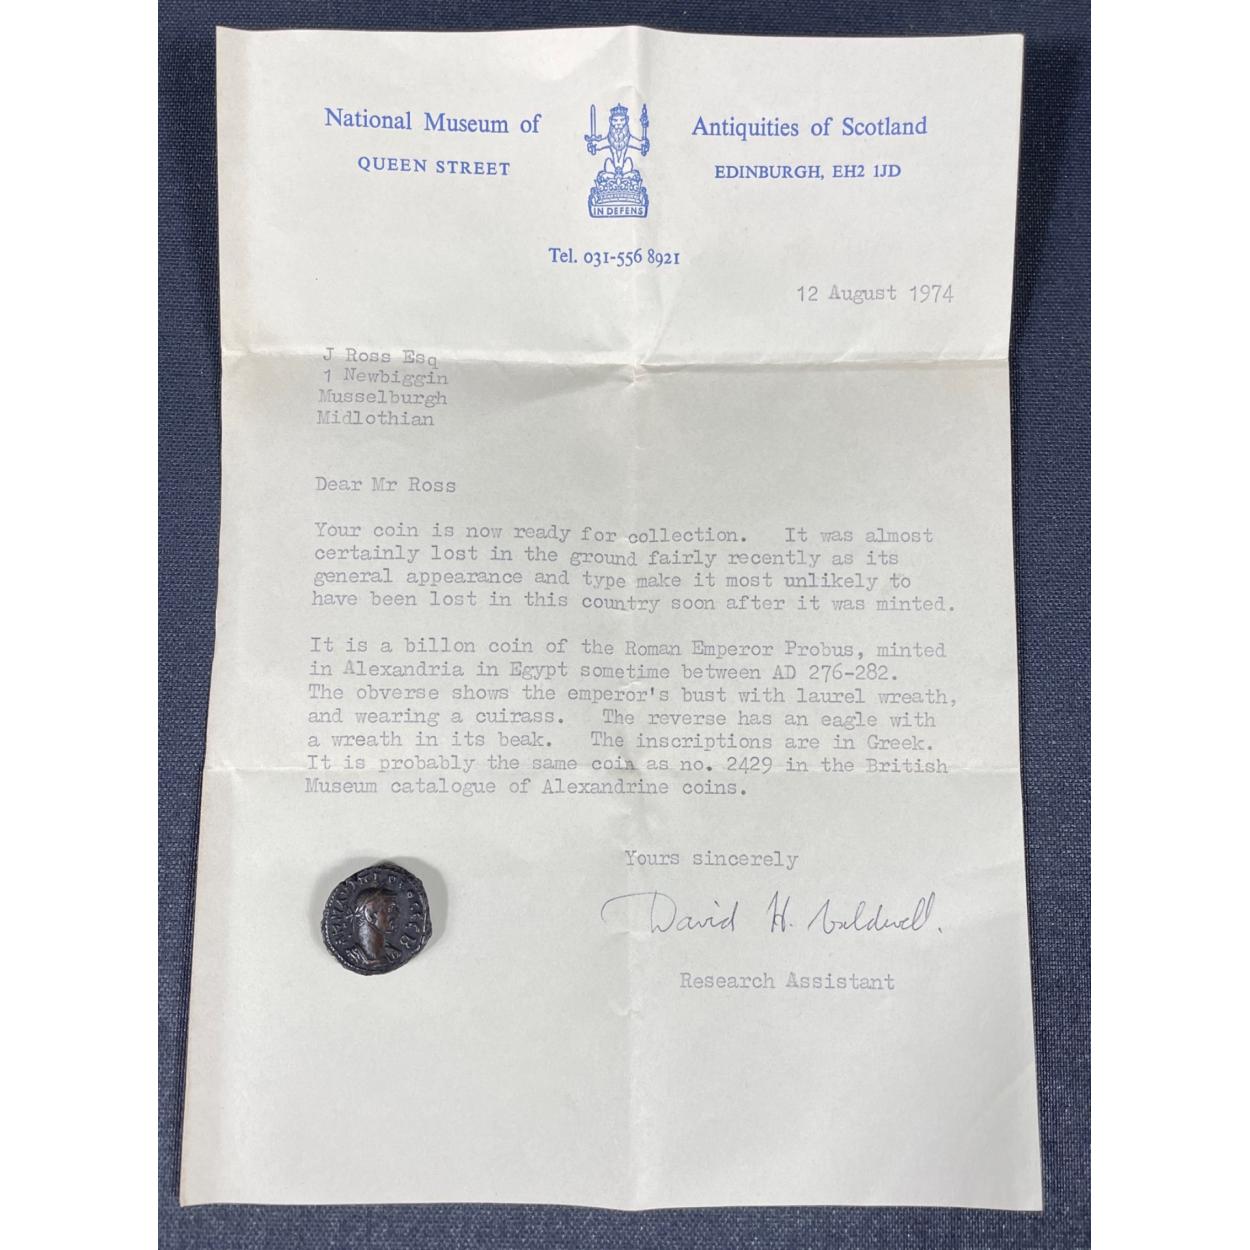 National Museum of Antiquities of Scotland
QUEEN STREET EDINBURGH, EH2 1JD
IN DEFENS
Tel. 031-556 8921
12 August 1974
J Ross Esq
1 Newbiggin
Musselburgh
Midlothian
Dear Mr Ross
Your coin is now ready for collection. It was almost
certainly lost in the ground fairly recently as its
general appearance and type make it most unlikely to
have been lost in this country soon after it was minted.
It is a billon coin of the Roman Emperor Probus, minted
in Alexandria in Egypt sometime between AD 276-282.
The obverse shows the emperor's bust with laurel wreath,
and wearing a cuirass. The reverse has an eagle with
a wreath in its beak. The inscriptions are in Greek.
It is probably the same coin as no. 2429 in the British
Museum catalogue of Alexandrine coins.
Yours sincerely
David H. Caldwell.
Research Assistant